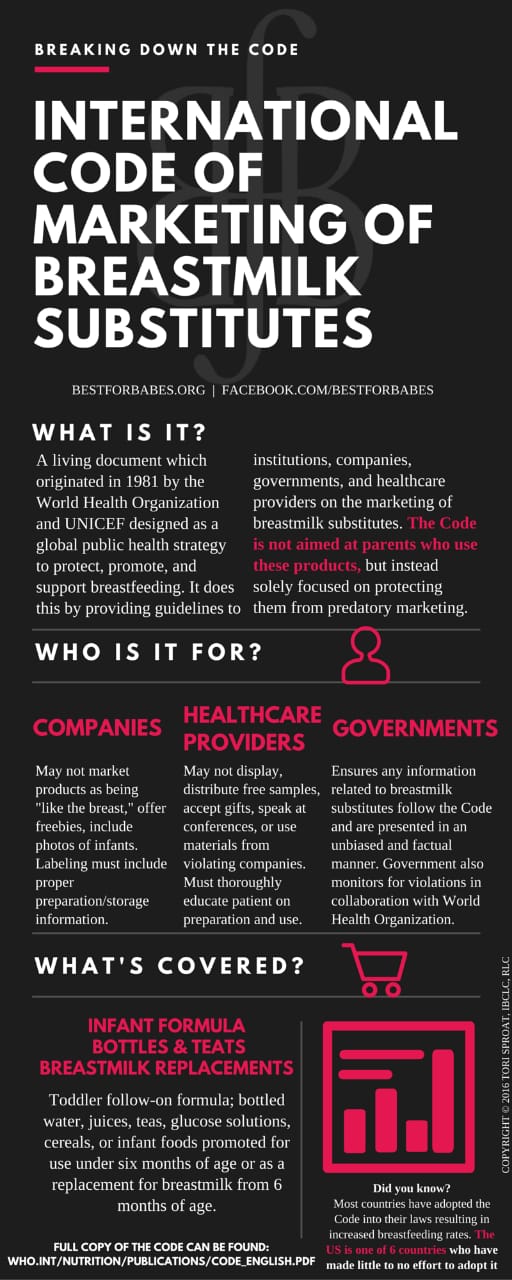 BREAKING DOWN THE CODE
INTERNATIONAL
CODE OF
MARKETING OF
BREASTMILK
SUBSTITUTES
BESTFORBABES.ORG | FACEBOOK.COM/BESTFORBABES
WHAT IS IT?
A living document which
originated in 1981 by the
World Health Organization
and UNICEF designed as a
global public health strategy
to protect, promote, and
support breastfeeding. It does
this by providing guidelines to
institutions, companies,
governments, and healthcare
providers on the marketing of
breastmilk substitutes. The Code
is not aimed at parents who use
these products, but instead
solely focused on protecting
them from predatory marketing.
WHO IS IT FOR?
COMPANIES
May not market
products as being
"like the breast," offer
freebies, include
photos of infants.
Labeling must include
proper
preparation/storage
information.
HEALTHCARE
PROVIDERS
May not display,
distribute free samples,
accept gifts, speak at
conferences, or use
materials from
violating companies.
Must thoroughly
educate patient on
preparation and use.
GOVERNMENTS
Ensures any information
related to breastmilk
substitutes follow the Code
and are presented in an
unbiased and factual
manner. Government also
monitors for violations in
collaboration with World
Health Organization.
WHAT'S COVERED?
INFANT FORMULA
BOTTLES & TEATS
BREASTMILK REPLACEMENTS
Toddler follow-on formula; bottled
water, juices, teas, glucose solutions,
cereals, or infant foods promoted for
use under six months of age or as a
replacement for breastmilk from 6
months of age.
FULL COPY OF THE CODE CAN BE FOUND:
WHO.INT/NUTRITION/PUBLICATIONS/CODE_ENGLISH.PDF
Did you know?
Most countries have adopted the
Code into their laws resulting in
increased breastfeeding rates. The
US is one of 6 countries who have
made little to no effort to adopt it
COPYRIGHT © 2016 TORI SPROAT, IBCLC, RLC